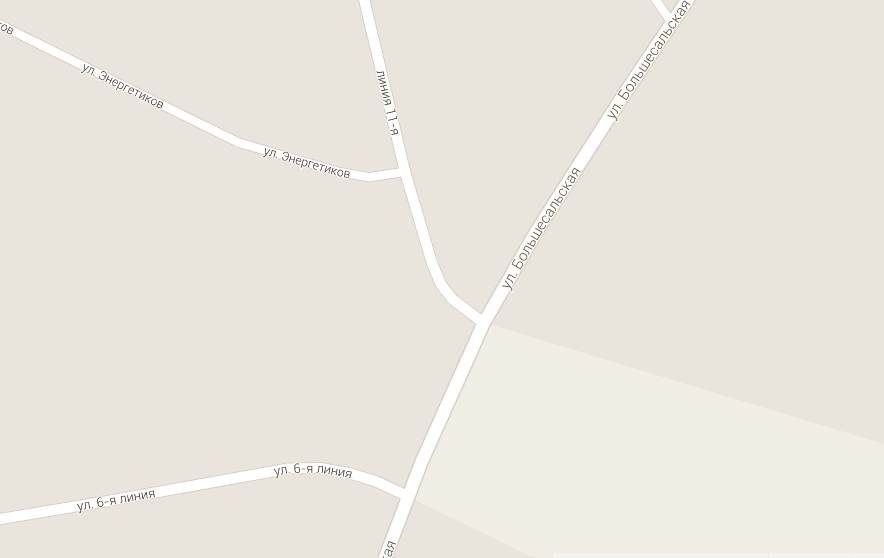 ул. Энергетиков
линия 11-я
ул. Большесальская
ул. Энергетиков
ул. Большесальская
ул. 6-я линия
ул. 6-я линия